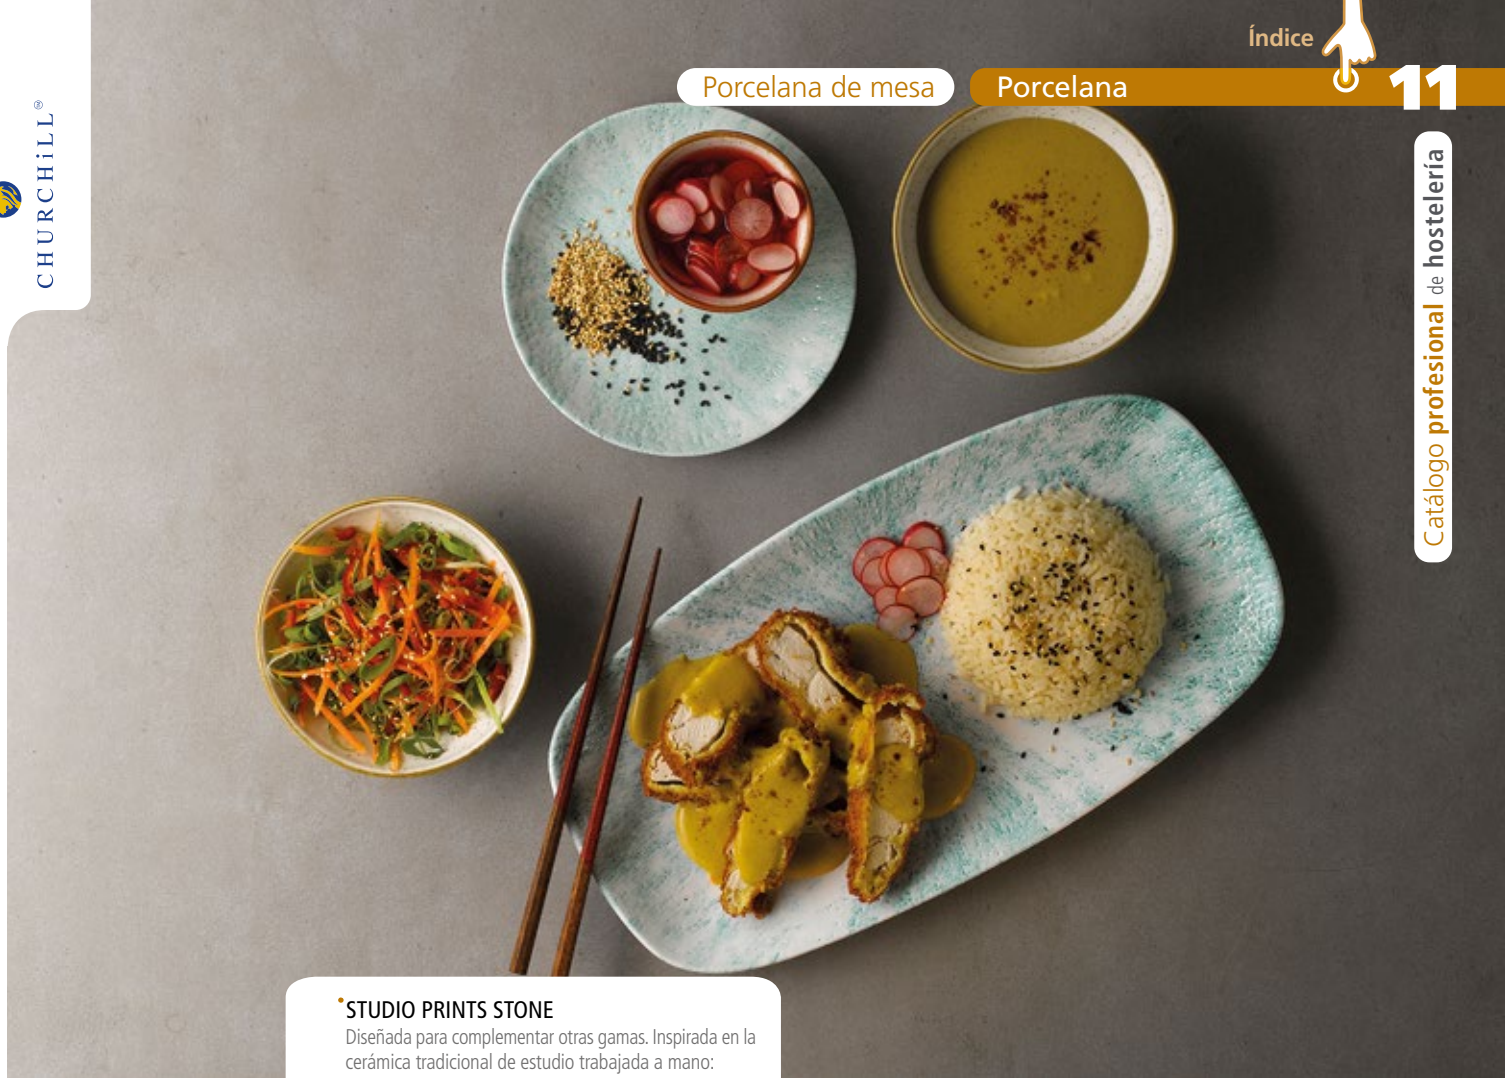 Índice
Porcelana de mesa
Porcelana
11
CHURCHiLL®
Catálogo profesional de hostelería
STUDIO PRINTS STONE
Diseñada para complementar otras gamas. Inspirada en la
cerámica tradicional de estudio trabajada a mano: